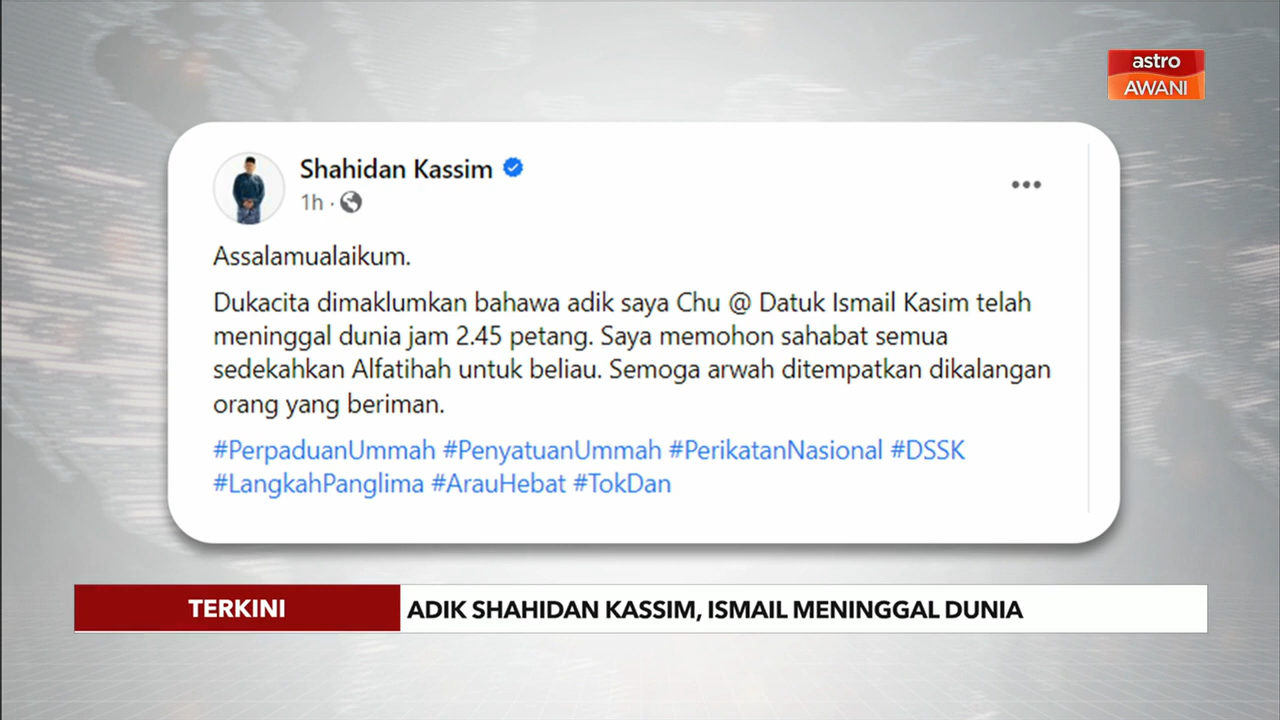 astro
AWANI
Shahidan Kassim
1h ·
Assalamualaikum.
Dukacita dimaklumkan bahawa adik saya Chu @ Datuk Ismail Kasim telah
meninggal dunia jam 2.45 petang. Saya memohon sahabat semua
sedekahkan Alfatihah untuk beliau. Semoga arwah ditempatkan dikalangan
orang yang beriman.
#PerpaduanUmmah #PenyatuanUmmah #PerikatanNasional #DSSK
#LangkahPanglima #ArauHebat #TokDan
TERKINI
ADIK SHAHIDAN KASSIM, ISMAIL MENINGGAL DUNIA